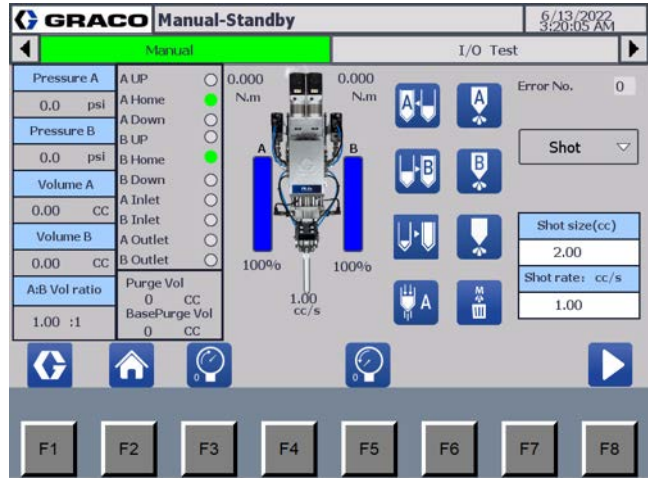 GRACO Manual-Standby 6/13/2022
3:20:05 AM
Manual I/O Test
Pressure A
0.0 psi
Pressure B
0.0 psi
Volume A
0.00 CC
Volume B
0.00 CC
A:B Vol ratio
1.00 :1
A UP
A Home
A Down
B UP
B Home
B Down
A Inlet
B Inlet
A Outlet
B Outlet
Purge Vol
0 CC
BasePurge Vol
0 CC
0.000 0.000
N.m N.m
A B
100% 100%
1.00
cc/s
A A
B B
A M
Error No. 0
Shot
Shot size(cc)
2.00
Shot rate: cc/s
1.00
0 0
F1 F2 F3 F4 F5 F6 F7 F8